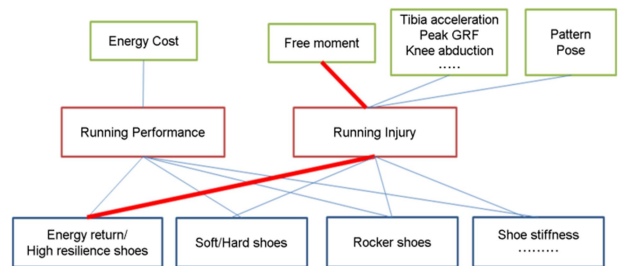 Energy Cost
Free moment
Tibia acceleration
Peak GRF
Knee abduction
.....
Pattern
Pose
Running Performance
Running Injury
Energy return/
High resilience shoes
Soft/Hard shoes
Rocker shoes
Shoe stiffness
.........